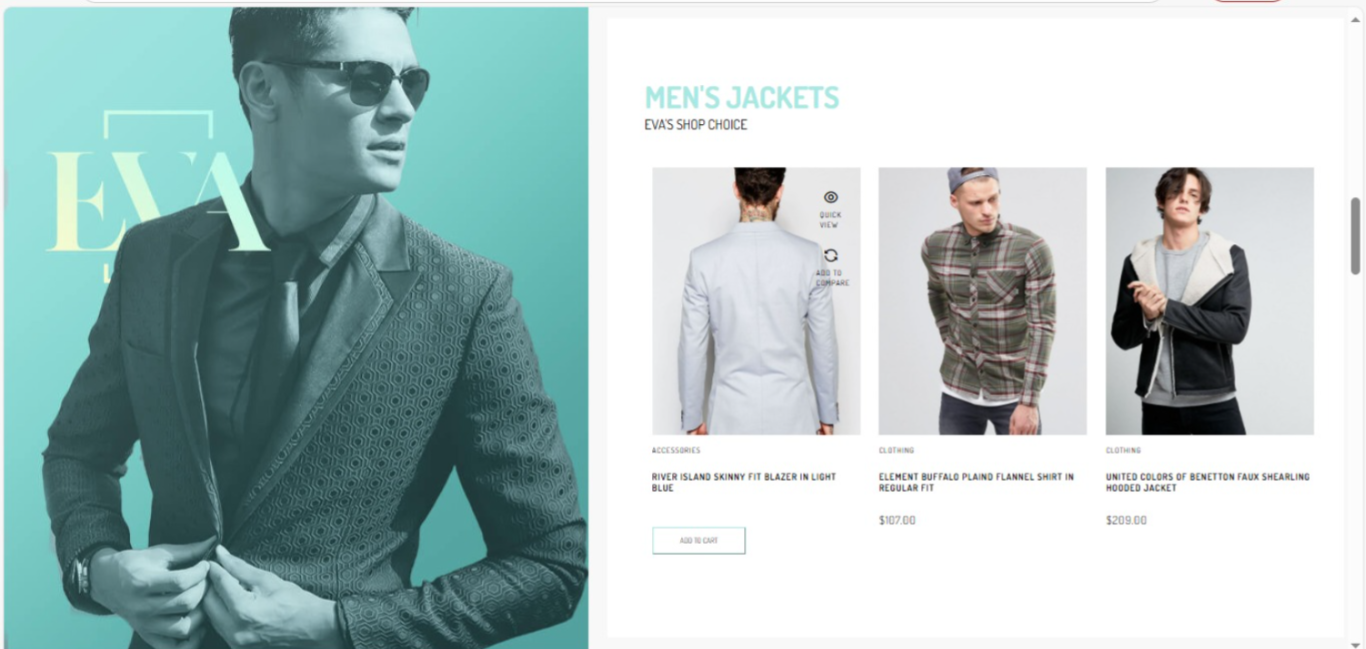 EVA
MEN'S JACKETS
EVA'S SHOP CHOICE
QUICK
VIEW
ADD TO
COMPARE
ACCESSORIES
RIVER ISLAND SKINNY FIT BLAZER IN LIGHT
BLUE
ADD TO CART
CLOTHING
ELEMENT BUFFALO PLAIND FLANNEL SHIRT IN
REGULAR FIT
$107.00
CLOTHING
UNITED COLORS OF BENETTON FAUX SHEARLING
HOODED JACKET
$209.00